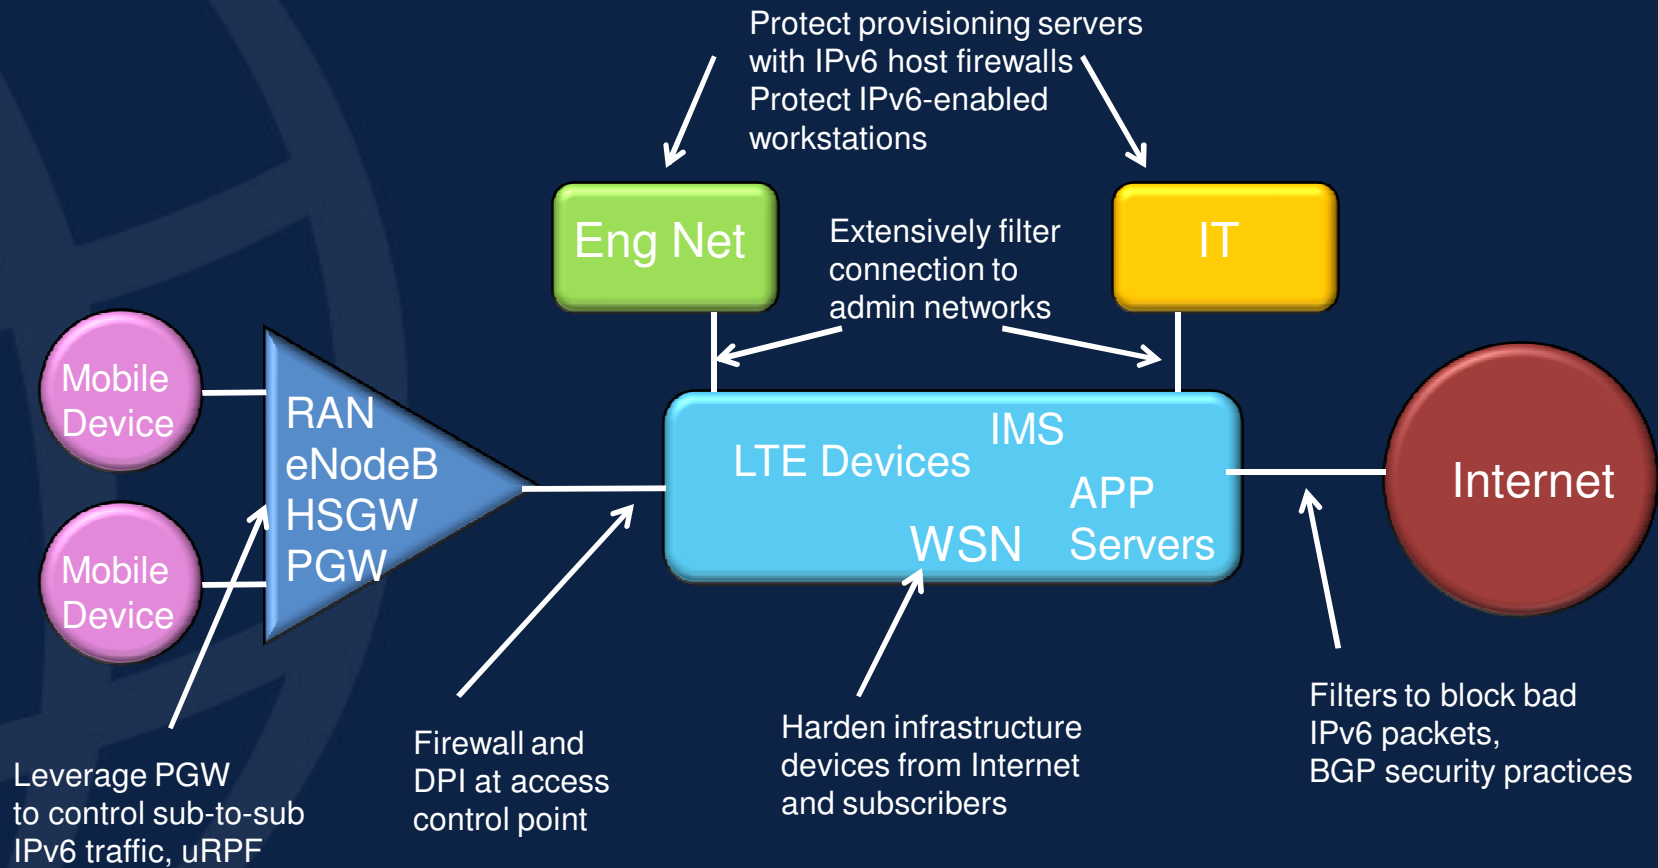 Protect provisioning servers
with IPv6 host firewalls
Protect IPv6-enabled
workstations
Eng Net
Extensively filter
connection to
admin networks
IT
Mobile
Device
Mobile
Device
RAN
eNodeB
HSGW
PGW
LTE Devices
IMS
APP
Servers
WSN
Internet
Leverage PGW
to control sub-to-sub
IPv6 traffic, uRPF
Firewall and
DPI at access
control point
Harden infrastructure
devices from Internet
and subscribers
Filters to block bad
IPv6 packets,
BGP security practices